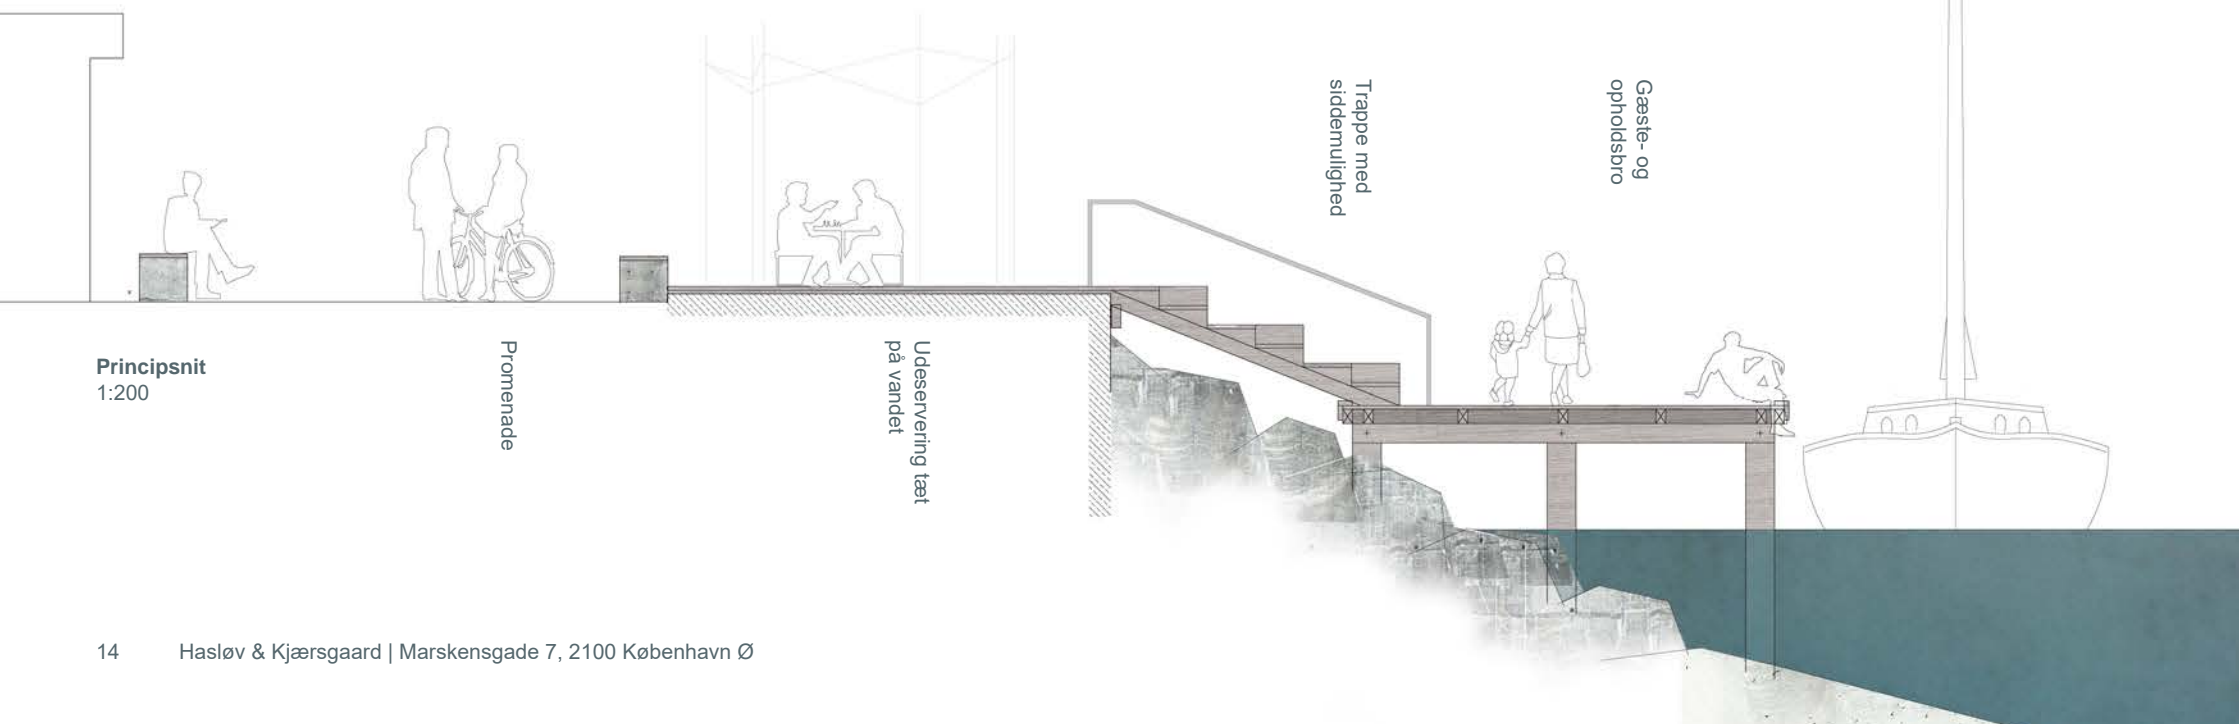 Trappe med
siddemulighed
Gæste- og
opholdsbro
Principsnit
1:200
Promenade
Udeservering tæt
på vandet
14 Hasløv & Kjærsgaard | Marskensgade 7, 2100 København Ø